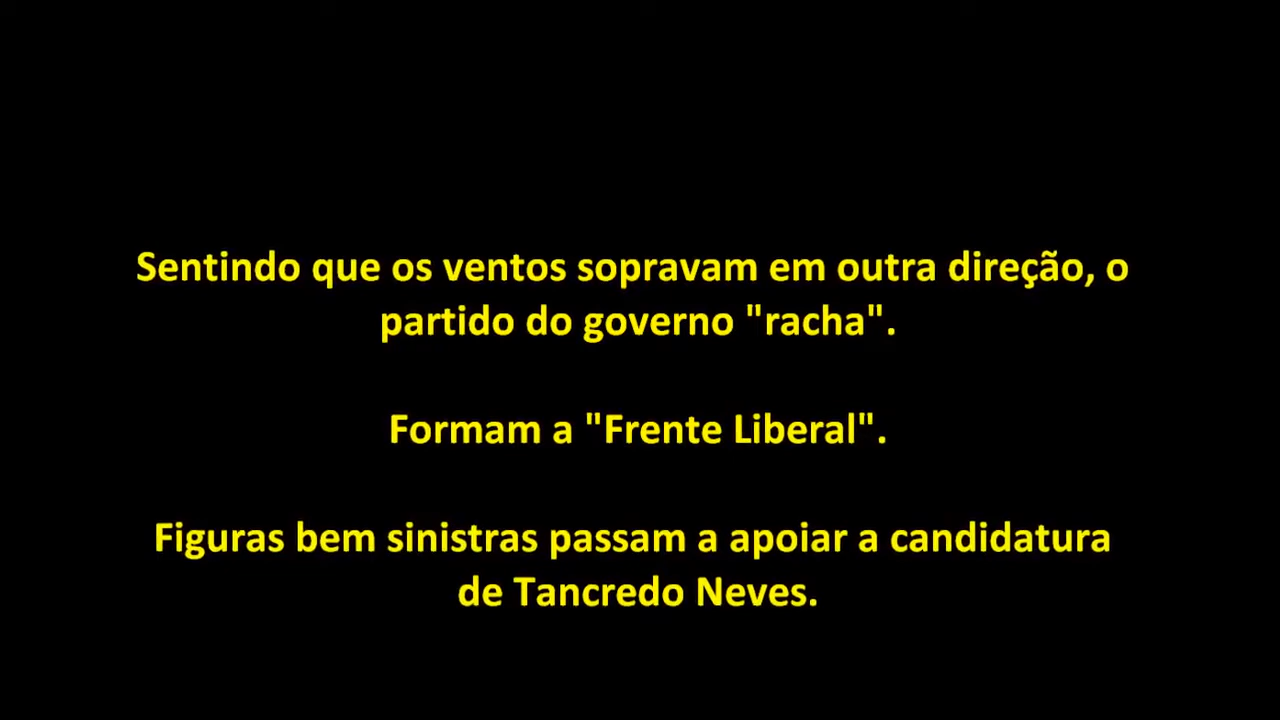 Sentindo que os ventos sopravam em outra direção, o
partido do governo "racha".
Formam a "Frente Liberal".
Figuras bem sinistras passam a apoiar a candidatura
de Tancredo Neves.